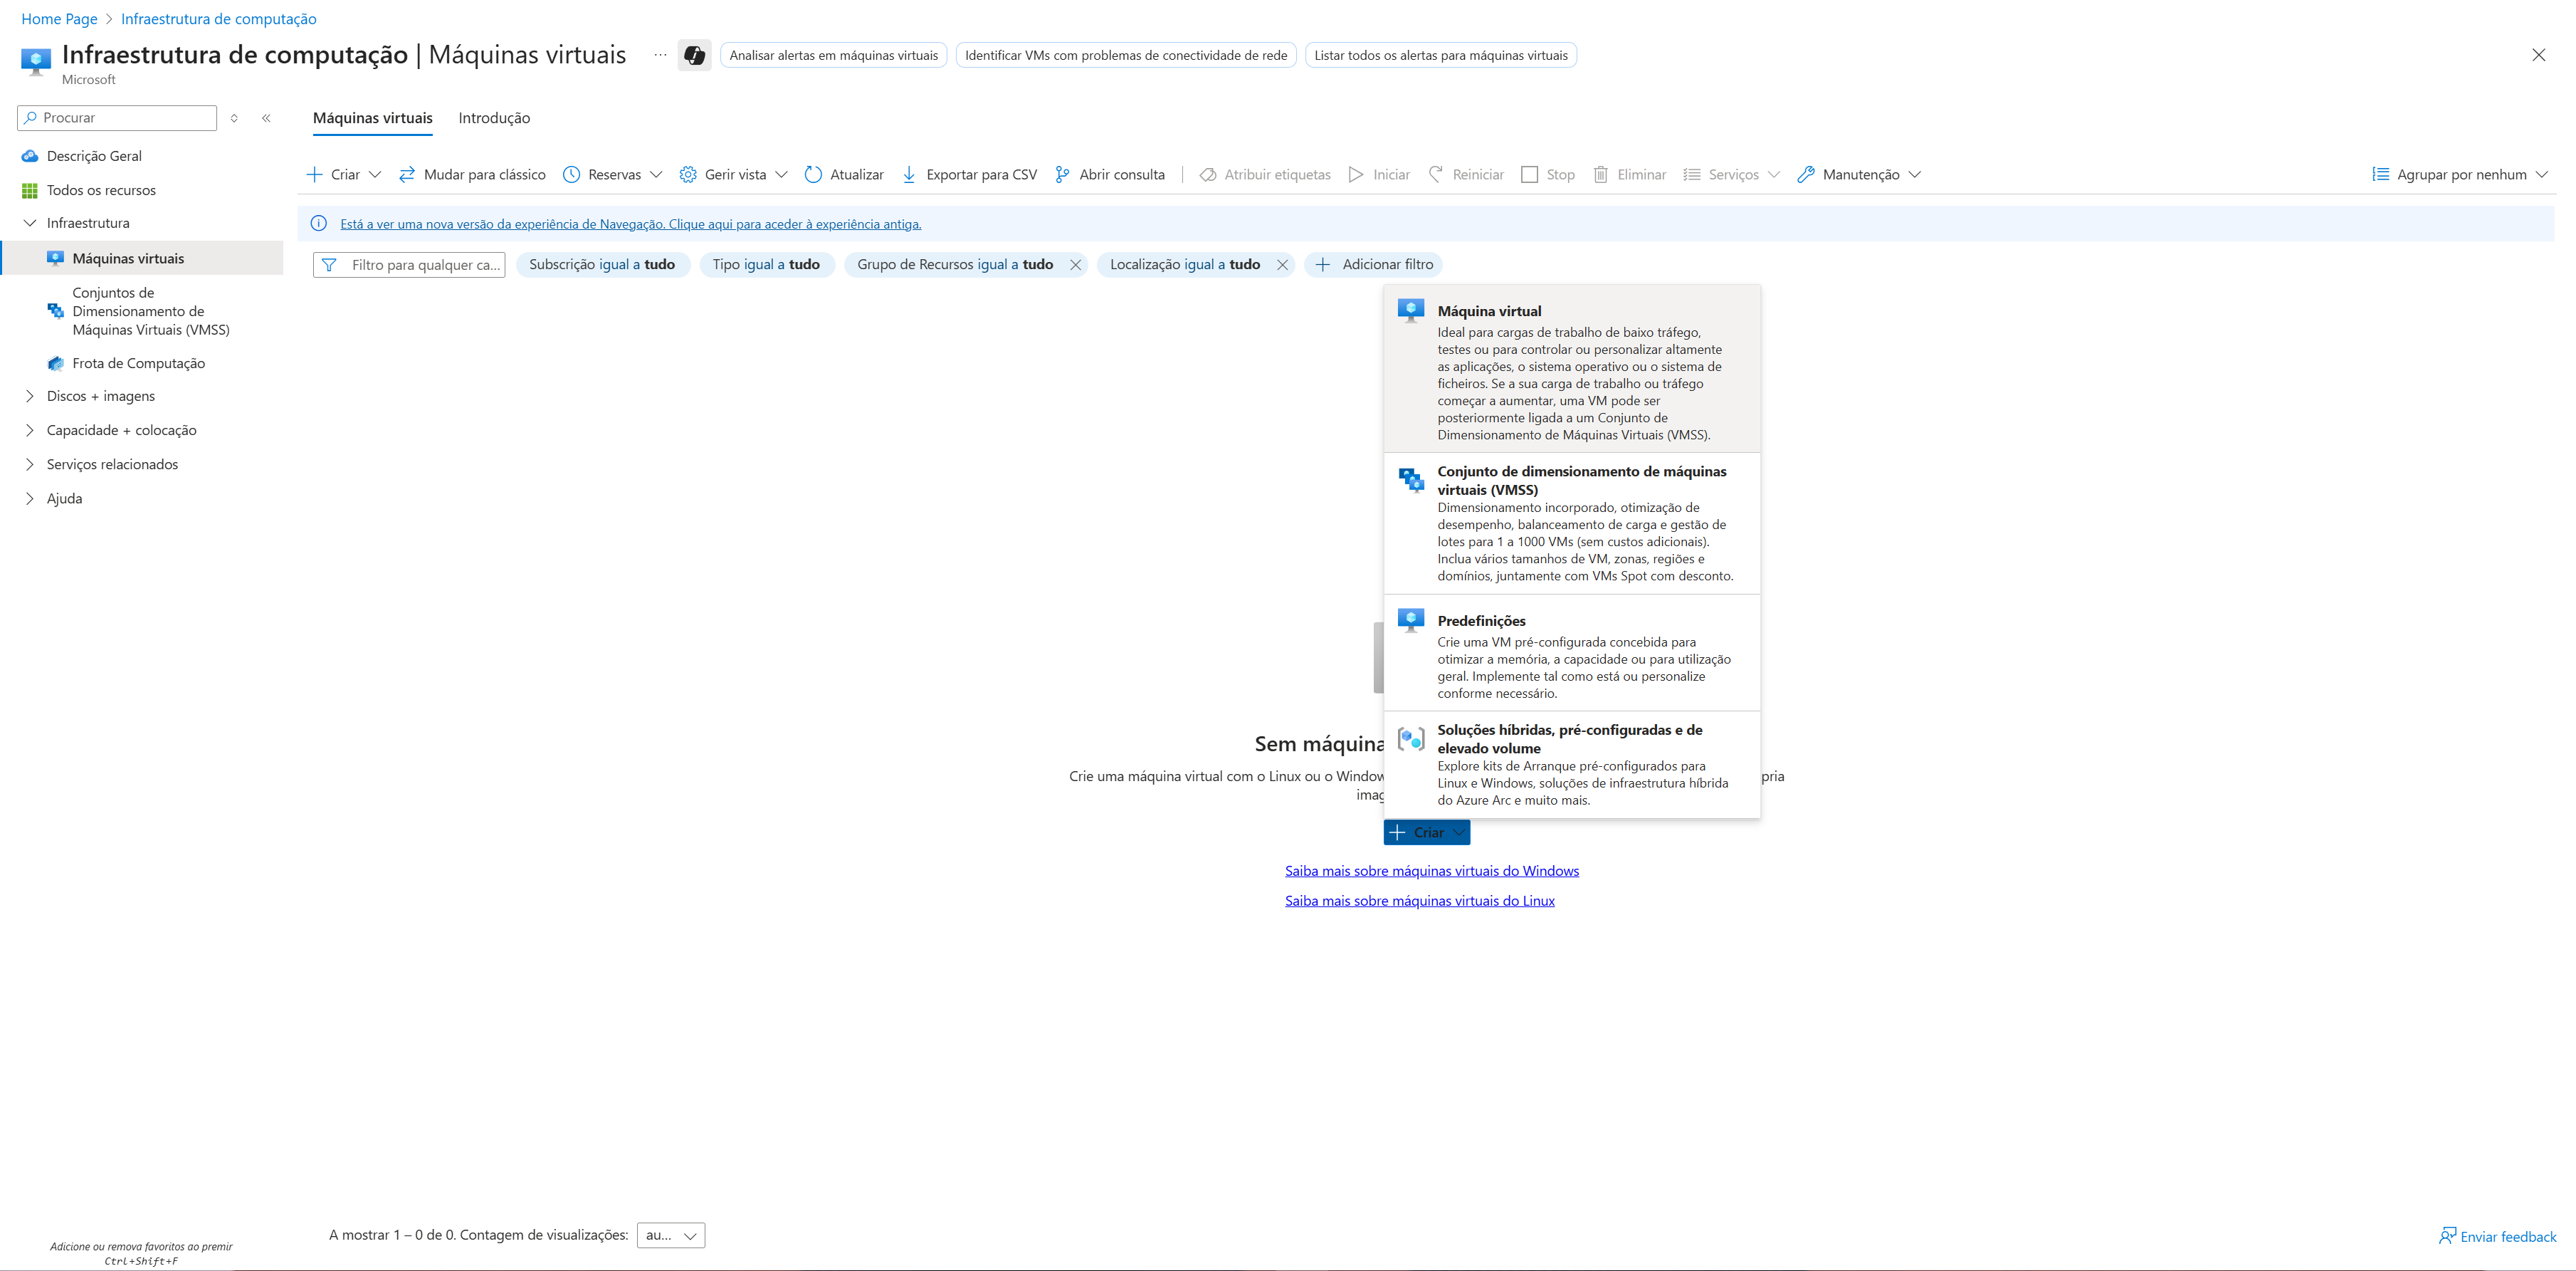 Home Page > Infraestrutura de computação
Infraestrutura de computação | Máquinas virtuais
Microsoft
Analisar alertas em máquinas virtuais
Identificar VMs com problemas de conectividade de rede
Listar todos os alertas para máquinas virtuais
Procurar
Descrição Geral
Todos os recursos
Infraestrutura
Máquinas virtuais
Conjuntos de
Dimensionamento de
Máquinas Virtuais (VMSS)
Frota de Computação
Discos + imagens
Capacidade + colocação
Serviços relacionados
Ajuda
Adicione ou remova favoritos ao premir
Ctrl+Shift+F
Máquinas virtuais
Introdução
Criar
Mudar para clássico
Reservas
Gerir vista
Atualizar
Exportar para CSV
Abrir consulta
Atribuir etiquetas
Iniciar
Reiniciar
Stop
Eliminar
Serviços
Manutenção
Agrupar por nenhum
Está a ver uma nova versão da experiência de Navegação. Clique aqui para aceder à experiência antiga.
Filtro para qualquer ca...
Subscrição igual a tudo
Tipo igual a tudo
Grupo de Recursos igual a tudo
Localização igual a tudo
Adicionar filtro
Máquina virtual
Ideal para cargas de trabalho de baixo tráfego,
testes ou para controlar ou personalizar altamente
as aplicações, o sistema operativo ou o sistema de
ficheiros. Se a sua carga de trabalho ou tráfego
começar a aumentar, uma VM pode ser
posteriormente ligada a um Conjunto de
Dimensionamento de Máquinas Virtuais (VMSS).
Conjunto de dimensionamento de máquinas
virtuais (VMSS)
Dimensionamento incorporado, otimização de
desempenho, balanceamento de carga e gestão de
lotes para 1 a 1000 VMs (sem custos adicionais).
Inclua vários tamanhos de VM, zonas, regiões e
domínios, juntamente com VMs Spot com desconto.
Predefinições
Crie uma VM pré-configurada concebida para
otimizar a memória, a capacidade ou para utilização
geral. Implemente tal como está ou personalize
conforme necessário.
Soluções híbridas, pré-configuradas e de
elevado volume
Explore kits de Arranque pré-configurados para
Linux e Windows, soluções de infraestrutura híbrida
do Azure Arc e muito mais.
Sem máquina
Crie uma máquina virtual com o Linux ou o Window pria
imag
Criar
Saiba mais sobre máquinas virtuais do Windows
Saiba mais sobre máquinas virtuais do Linux
A mostrar 1 – 0 de 0. Contagem de visualizações: au...
Enviar feedback